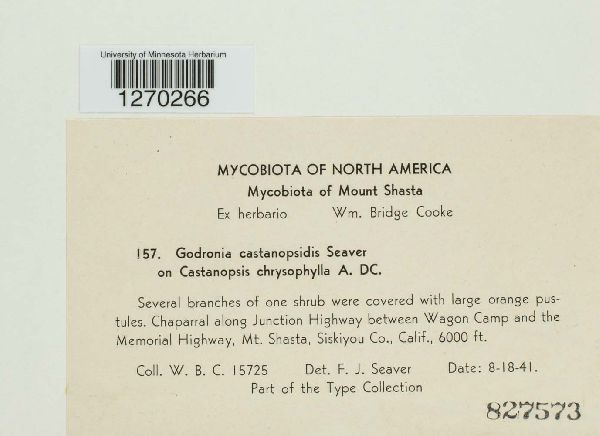 University of Minnesota Herbarium
1270266
MYCOBIOTA OF NORTH AMERICA
Mycobiota of Mount Shasta
Ex herbario Wm. Bridge Cooke
157. Godronia castanopsidis Seaver
on Castanopsis chrysophylla A. DC.
Several branches of one shrub were covered with large orange pus-
tules. Chaparral along Junction Highway between Wagon Camp and the
Memorial Highway, Mt. Shasta, Siskiyou Co., Calif., 6000 ft.
Coll. W. B. C. 15725 Det. F. J. Seaver Date: 8-18-41.
Part of the Type Collection
827573